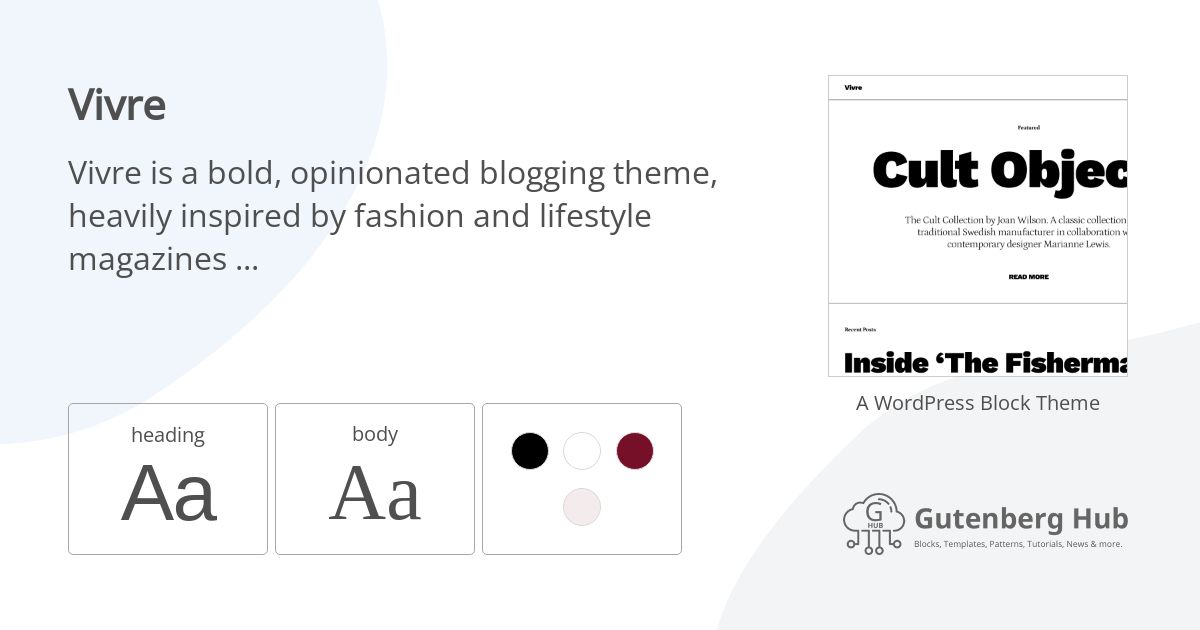 Vivre
Vivre is a bold, opinionated blogging theme,
heavily inspired by fashion and lifestyle
magazines ...
heading
Aa
body
Aa
Vivre
Featured
Cult Objec
The Cult Collection by Joan Wilson. A classic collection
traditional Swedish manufacturer in collaboration w
contemporary designer Marianne Lewis.
READ MORE
Recent Posts
Inside ‘The Fisherma
A WordPress Block Theme
G
HUB
Gutenberg Hub
Blocks, Templates, Patterns, Tutorials, News & more.